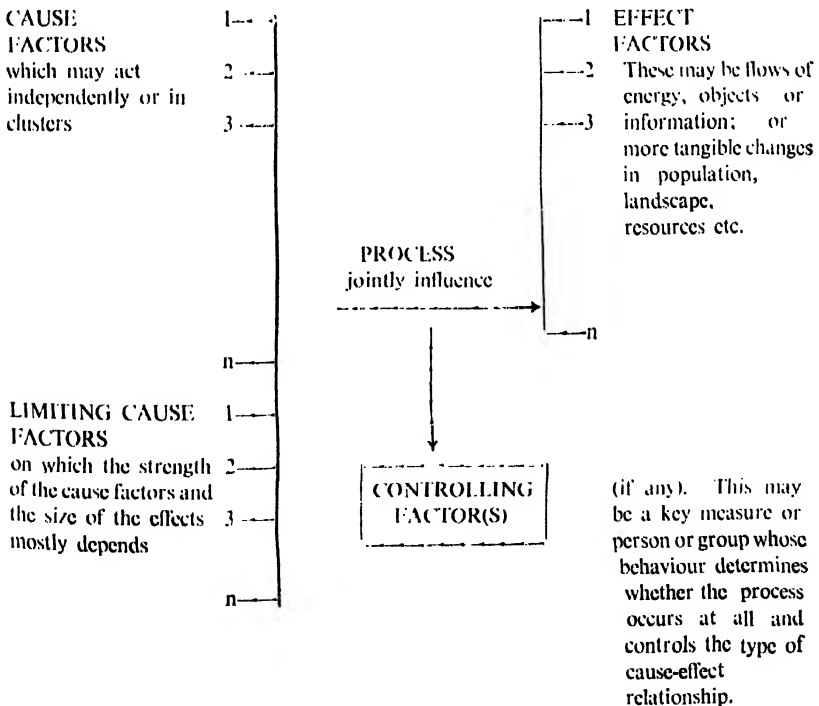 CAUSE
FACTORS
which may act
independently or in
clusters
1
2
3
n
LIMITING CAUSE
FACTORS
on which the strength
of the cause factors and
the size of the effects
mostly depends
1
2
3
n
PROCESS
jointly influence
CONTROLLING
FACTOR(S)
1
2
3
n
EFFECT
FACTORS
These may be flows of
energy, objects or
information; or
more tangible changes
in population,
landscape,
resources etc.
(if any). This may
be a key measure or
person or group whose
behaviour determines
whether the process
occurs at all and
controls the type of
cause-effect
relationship.